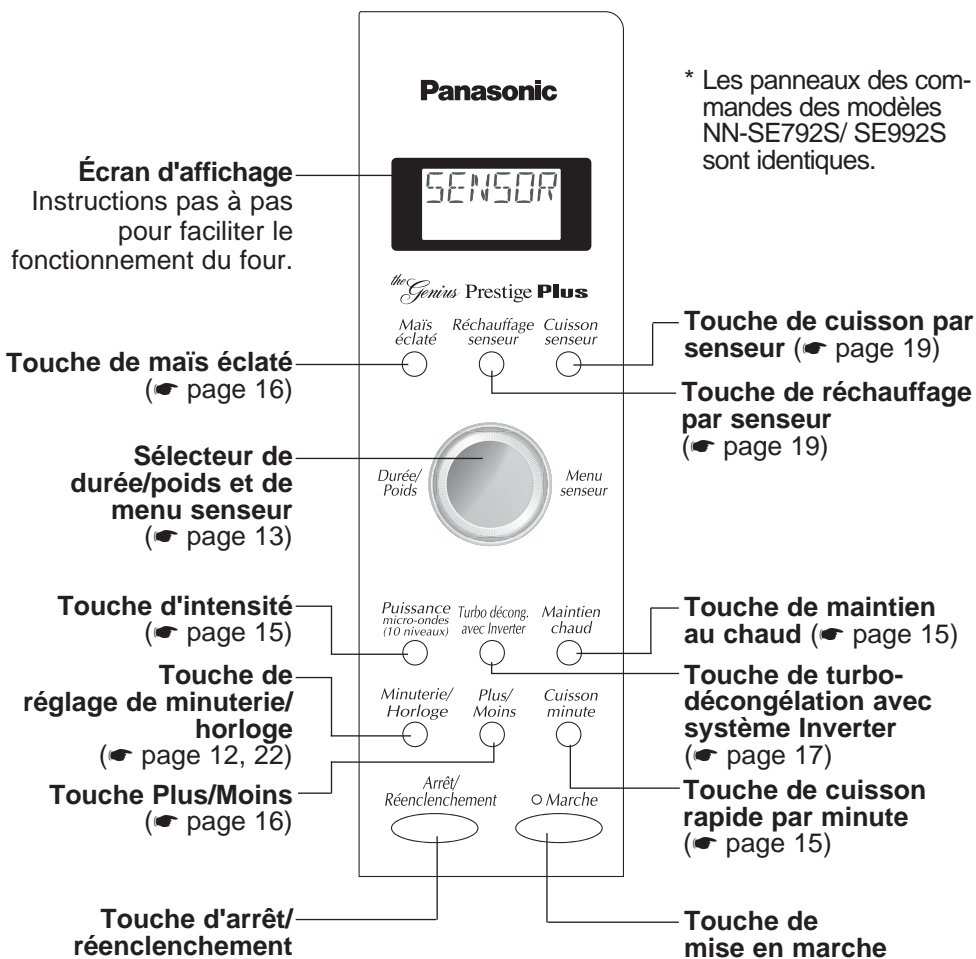 Panasonic
* Les panneaux des com-
mandes des modèles
NN-SE792S/ SE992S
sont identiques.
Écran d'affichage
Instructions pas à pas
pour faciliter le
fonctionnement du four.
SENSOR
the Genius Prestige Plus
Maïs
éclaté
Réchauffage
senseur
Cuisson
senseur
Touche de maïs éclaté
(☛ page 16)
Touche de cuisson par
senseur (☛ page 19)
Touche de réchauffage
par senseur
(☛ page 19)
Sélecteur de
durée/poids et de
menu senseur
(☛ page 13)
Durée/
Poids
Menu
senseur
Touche d'intensité
(☛ page 15)
Puissance
micro-ondes
(10 niveaux)
Turbo décong.
avec Inverter
Maintien
chaud
Touche de maintien
au chaud (☛ page 15)
Touche de
réglage de minuterie/
horloge
(☛ page 12, 22)
Minuterie/
Horloge
Plus/
Moins
Cuisson
minute
Touche de turbo-
décongélation avec
système Inverter
(☛ page 17)
Touche Plus/Moins
(☛ page 16)
Arrêt/
Réenclenchement
Marche
Touche de cuisson
rapide par minute
(☛ page 15)
Touche d'arrêt/
réenclenchement
Touche de
mise en marche